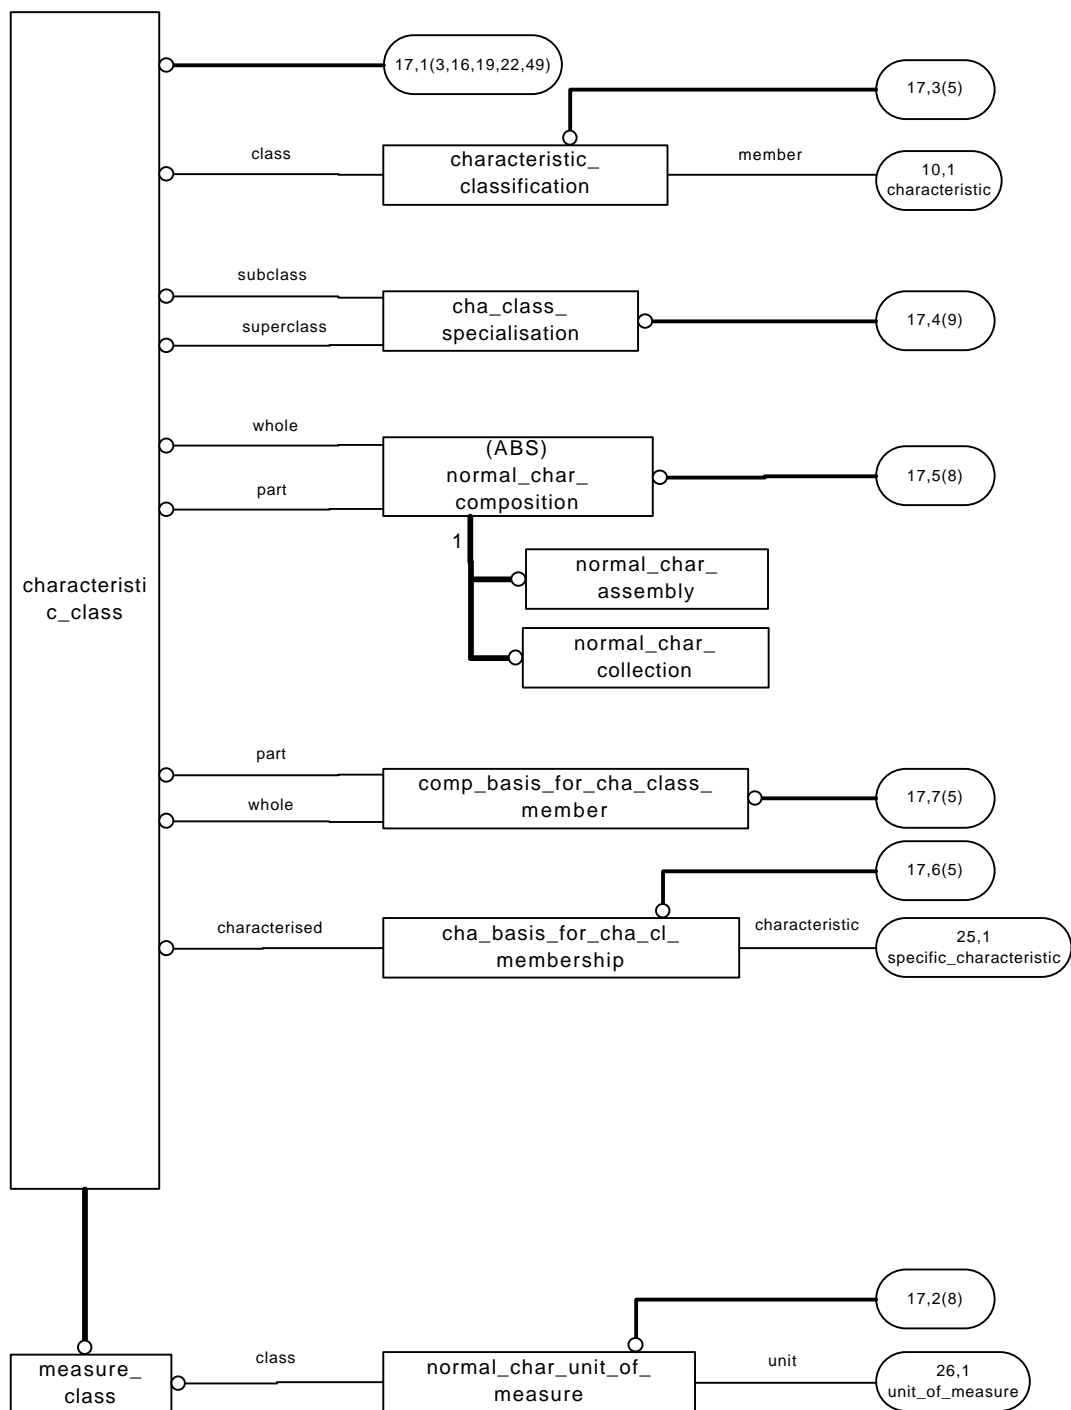 17,1(3,16,19,22,49)
17,3(5)
class
characteristic_
classification
member
10,1
characteristic
subclass
superclass
cha_class_
specialisation
17,4(9)
whole
part
(ABS)
normal_char_
composition
17,5(8)
1
normal_char_
assembly
characteristi
c_class
normal_char_
collection
part
whole
comp_basis_for_cha_class_
member
17,7(5)
17,6(5)
characterised
cha_basis_for_cha_cl_
membership
characteristic
25,1
specific_characteristic
17,2(8)
measure_
class
class
normal_char_unit_of_
measure
unit
26,1
unit_of_measure